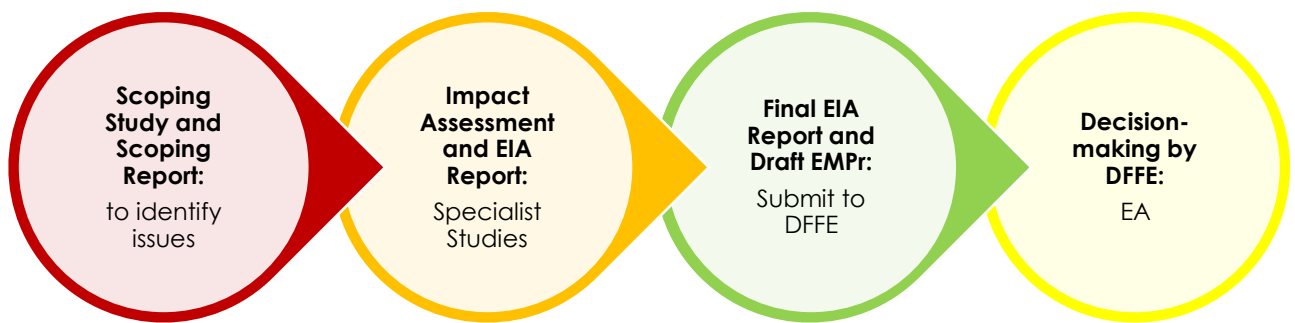 Scoping
Study and
Scoping
Report:
to identify
issues
Impact
Assessment
and EIA
Report:
Specialist
Studies
Final EIA
Report and
Draft EMPr:
Submit to
DFFE
Decision-
making by
DFFE:
EA